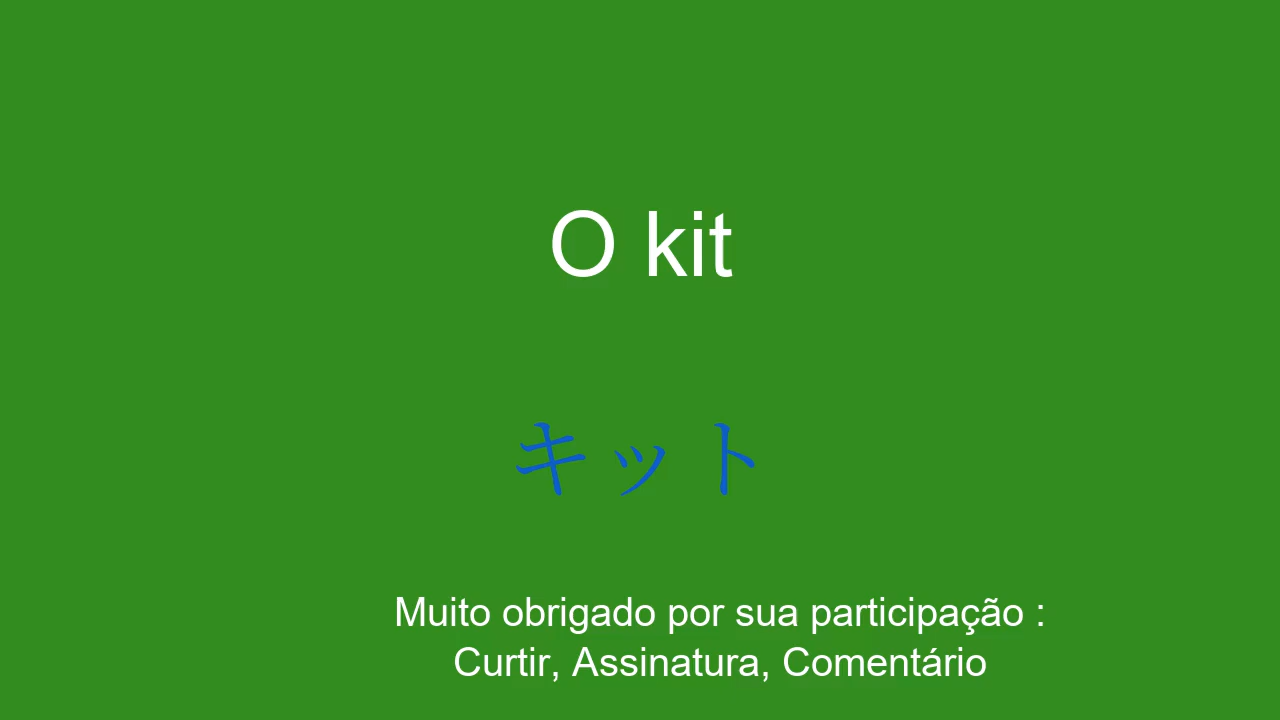 O kit
キット
Muito obrigado por sua participação :
Curtir, Assinatura, Comentário